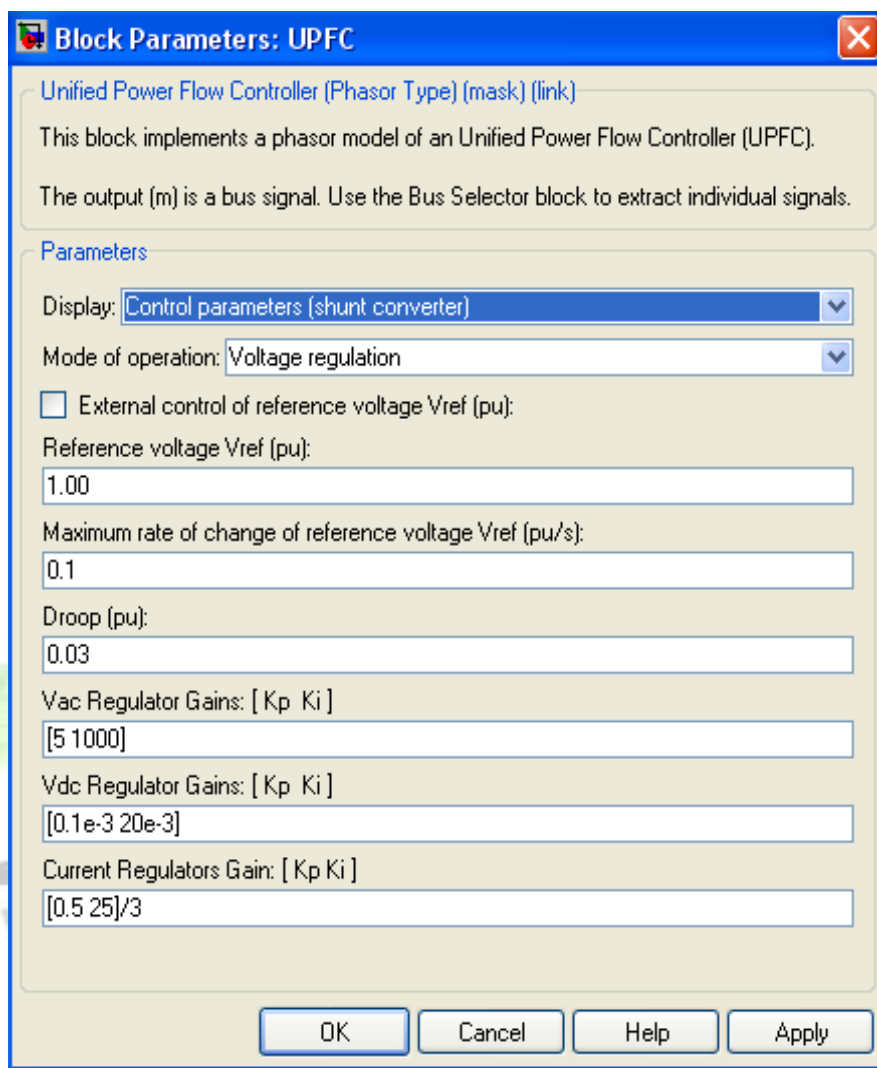 Block Parameters: UPFC
Unified Power Flow Controller (Phasor Type) (mask) (link)
This block implements a phasor model of an Unified Power Flow Controller (UPFC).
The output (m) is a bus signal. Use the Bus Selector block to extract individual signals.
Parameters
Display: Control parameters (shunt converter)
Mode of operation: Voltage regulation
External control of reference voltage Vref (pu):
Reference voltage Vref (pu):
1.00
Maximum rate of change of reference voltage Vref (pu/s):
0.1
Droop (pu):
0.03
Vac Regulator Gains: [ Kp  Ki ]
[5 1000]
Vdc Regulator Gains: [ Kp  Ki ]
[0.1e-3 20e-3]
Current Regulators Gain: [ Kp Ki ]
[0.5 25]/3
OK Cancel Help Apply